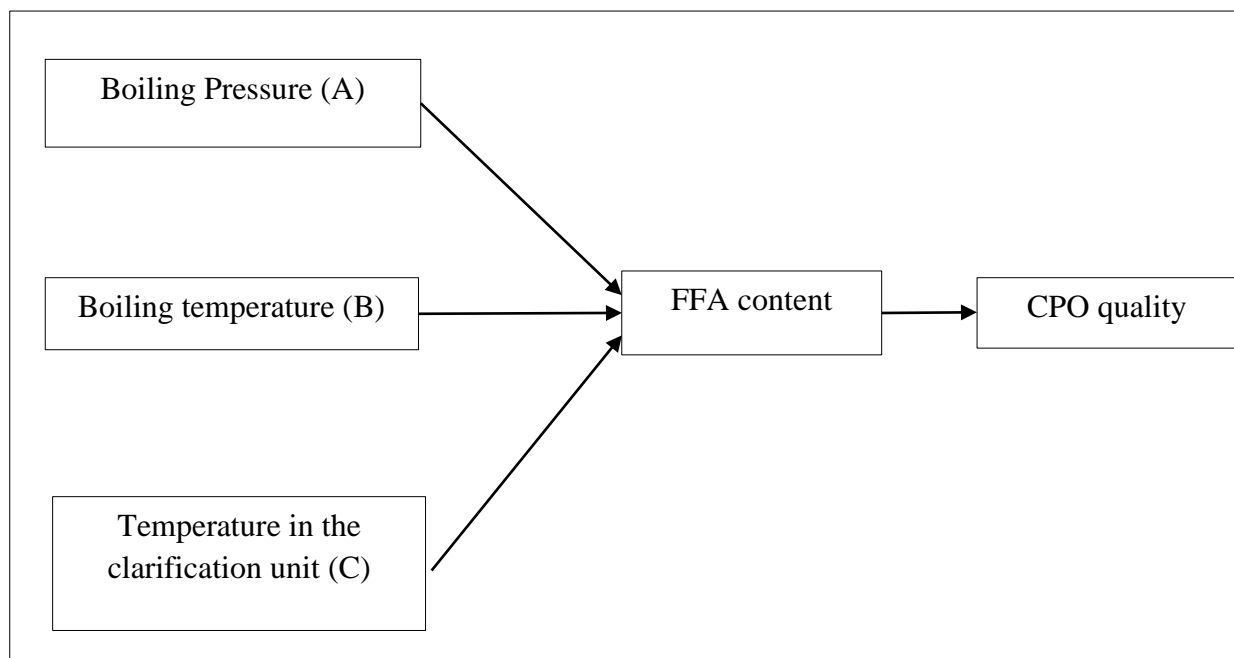 Boiling Pressure (A)
Boiling temperature (B)
FFA content
CPO quality
Temperature in the
clarification unit (C)